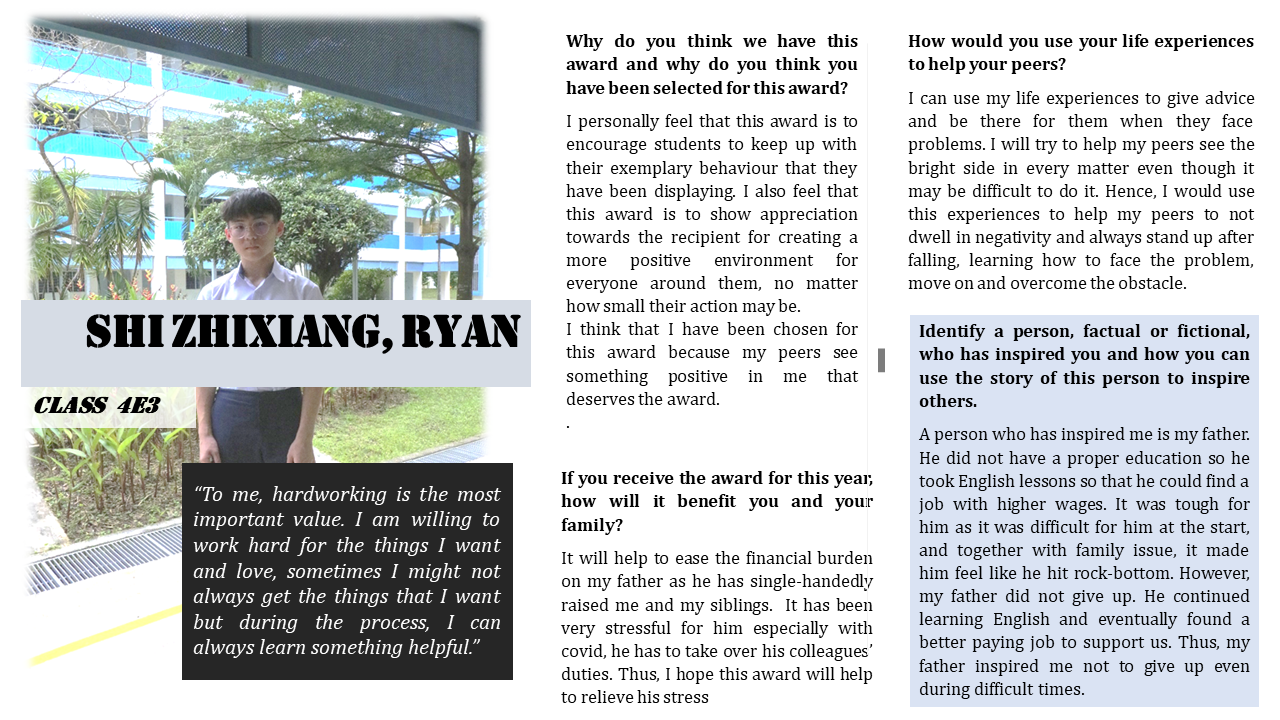 SHI ZHIXIANG, RYAN
CLASS 4E3
“To me, hardworking is the most
important value. I am willing to
work hard for the things I want
and love, sometimes I might not
always get the things that I want
but during the process, I can
always learn something helpful.”
Why do you think we have this
award and why do you think you
have been selected for this award?
I personally feel that this award is to
encourage students to keep up with
their exemplary behaviour that they
have been displaying. I also feel that
this award is to show appreciation
towards the recipient for creating a
more positive environment for
everyone around them, no matter
how small their action may be.
I think that I have been chosen for
this award because my peers see
something positive in me that
deserves the award.
.
If you receive the award for this year,
how will it benefit you and your
family?
It will help to ease the financial burden
on my father as he has single-handedly
raised me and my siblings. It has been
very stressful for him especially with
covid, he has to take over his colleagues’
duties. Thus, I hope this award will help
to relieve his stress
How would you use your life experiences
to help your peers?
I can use my life experiences to give advice
and be there for them when they face
problems. I will try to help my peers see the
bright side in every matter even though it
may be difficult to do it. Hence, I would use
this experiences to help my peers to not
dwell in negativity and always stand up after
falling, learning how to face the problem,
move on and overcome the obstacle.
Identify a person, factual or fictional,
who has inspired you and how you can
use the story of this person to inspire
others.
A person who has inspired me is my father.
He did not have a proper education so he
took English lessons so that he could find a
job with higher wages. It was tough for
him as it was difficult for him at the start,
and together with family issue, it made
him feel like he hit rock-bottom. However,
my father did not give up. He continued
learning English and eventually found a
better paying job to support us. Thus, my
father inspired me not to give up even
during difficult times.